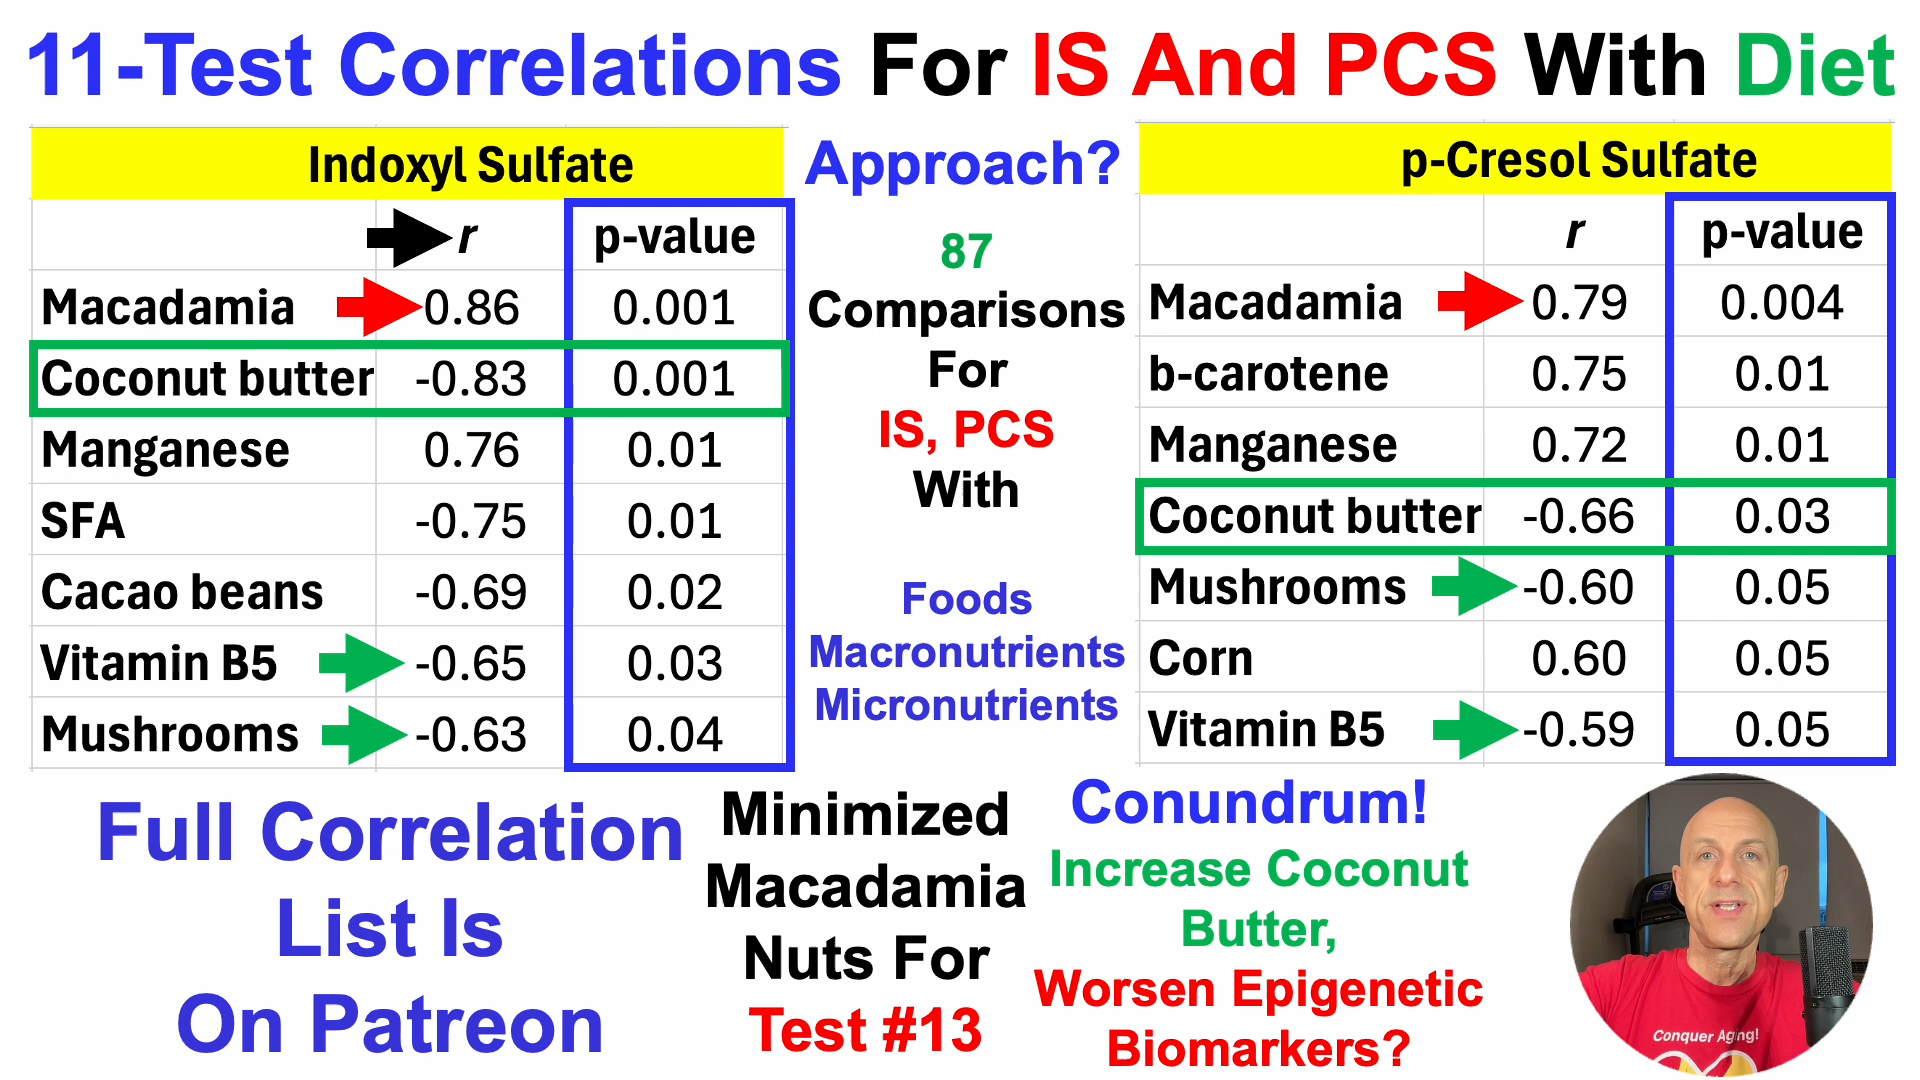 11-Test Correlations For IS And PCS With Diet
Indoxyl Sulfate
r p-value
Macadamia 0.86 0.001
Coconut butter -0.83 0.001
Manganese 0.76 0.01
SFA -0.75 0.01
Cacao beans -0.69 0.02
Vitamin B5 -0.65 0.03
Mushrooms -0.63 0.04
Approach?
87
Comparisons
For
IS, PCS
With
Foods
Macronutrients
Micronutrients
p-Cresol Sulfate
r p-value
Macadamia 0.79 0.004
b-carotene 0.75 0.01
Manganese 0.72 0.01
Coconut butter -0.66 0.03
Mushrooms -0.60 0.05
Corn 0.60 0.05
Vitamin B5 -0.59 0.05
Full Correlation
List Is
On Patreon
Minimized
Macadamia
Nuts For
Test #13
Conundrum!
Increase Coconut
Butter,
Worsen Epigenetic
Biomarkers?
Conquer Aging!